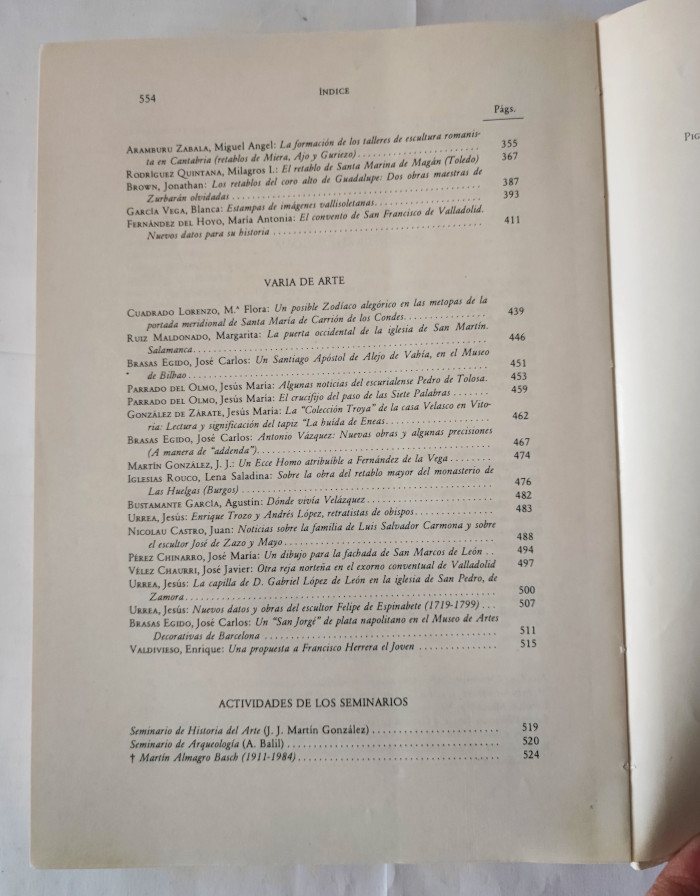 554
ÍNDICE
Págs.
ARAMBURU ZABALA, Miguel Angel: La formación de los talleres de escultura romanis-
ta en Cantabria (retablos de Miera, Ajo y Guriezo) . . . . . . . . . . . . . . . . . . . . . . 355
RODRÍGUEZ QUINTANA, Milagros I.: El retablo de Santa Marina de Magán (Toledo) 367
BROWN, Jonathan: Los retablos del coro alto de Guadalupe: Dos obras maestras de
Zurbarán olvidadas . . . . . . . . . . . . . . . . . . . . . . . . . . . . . . . . . . . . . . . . . . . . 387
GARCÍA VEGA, Blanca: Estampas de imágenes vallisoletanas. . . . . . . . . . . . . . . . . . . 393
FERNÁNDEZ DEL HOYO, María Antonia: El convento de San Francisco de Valladolid.
Nuevos datos para su historia . . . . . . . . . . . . . . . . . . . . . . . . . . . . . . . . . . . . 411
VARIA DE ARTE
CUADRADO LORENZO, M.ª Flora: Un posible Zodíaco alegórico en las metopas de la
portada meridional de Santa María de Carrión de los Condes. . . . . . . . . . . . . . . 439
RUIZ MALDONADO, Margarita: La puerta occidental de la iglesia de San Martín.
Salamanca. . . . . . . . . . . . . . . . . . . . . . . . . . . . . . . . . . . . . . . . . . . . . . . . . . . 446
BRASAS EGIDO, José Carlos: Un Santiago Apóstol de Alejo de Vahía, en el Museo
de Bilbao . . . . . . . . . . . . . . . . . . . . . . . . . . . . . . . . . . . . . . . . . . . . . . . . . . . 451
PARRADO DEL OLMO, Jesús María: Algunas noticias del escurialense Pedro de Tolosa. 453
PARRADO DEL OLMO, Jesús María: El crucifijo del paso de las Siete Palabras . . . . . . . 459
GONZÁLEZ DE ZÁRATE, Jesús María: La "Colección Troya" de la casa Velasco en Vito-
ria: Lectura y significación del tapiz "La huida de Eneas. . . . . . . . . . . . . . . . . . . 462
BRASAS EGIDO, José Carlos: Antonio Vázquez: Nuevas obras y algunas precisiones
(A manera de "addenda"). . . . . . . . . . . . . . . . . . . . . . . . . . . . . . . . . . . . . . . . 467
MARTÍN GONZÁLEZ, J. J.: Un Ecce Homo atribuible a Fernández de la Vega . . . . . . . . 474
IGLESIAS ROUCO, Lena Saladina: Sobre la obra del retablo mayor del monasterio de
Las Huelgas (Burgos) . . . . . . . . . . . . . . . . . . . . . . . . . . . . . . . . . . . . . . . . . . . 476
BUSTAMANTE GARCÍA, Agustín: Dónde vivía Velázquez . . . . . . . . . . . . . . . . . . . . . . . 482
URREA, Jesús: Enrique Trozo y Andrés López, retratistas de obispos . . . . . . . . . . . . . . 483
NICOLAU CASTRO, Juan: Noticias sobre la familia de Luis Salvador Carmona y sobre
el escultor José de Zazo y Mayo . . . . . . . . . . . . . . . . . . . . . . . . . . . . . . . . . . . . 488
PÉREZ CHINARRO, José María: Un dibujo para la fachada de San Marcos de León . . 494
VÉLEZ CHAURRI, José Javier: Otra reja norteña en el exorno conventual de Valladolid 497
URREA, Jesús: La capilla de D. Gabriel López de León en la iglesia de San Pedro, de
Zamora . . . . . . . . . . . . . . . . . . . . . . . . . . . . . . . . . . . . . . . . . . . . . . . . . . . . . 500
URREA, Jesús: Nuevos datos y obras del escultor Felipe de Espinabete (1719-1799) . . . 507
BRASAS EGIDO, José Carlos: Un "San Jorge" de plata napolitano en el Museo de Artes
Decorativas de Barcelona . . . . . . . . . . . . . . . . . . . . . . . . . . . . . . . . . . . . . . . . 511
VALDIVIESO, Enrique: Una propuesta a Francisco Herrera el Joven . . . . . . . . . . . . . . 515
ACTIVIDADES DE LOS SEMINARIOS
Seminario de Historia del Arte (J. J. Martín González) . . . . . . . . . . . . . . . . . . . . . . . 519
Seminario de Arqueología (A. Balil) . . . . . . . . . . . . . . . . . . . . . . . . . . . . . . . . . . . . . 520
† Martín Almagro Basch (1911-1984) . . . . . . . . . . . . . . . . . . . . . . . . . . . . . . . . . . . 524